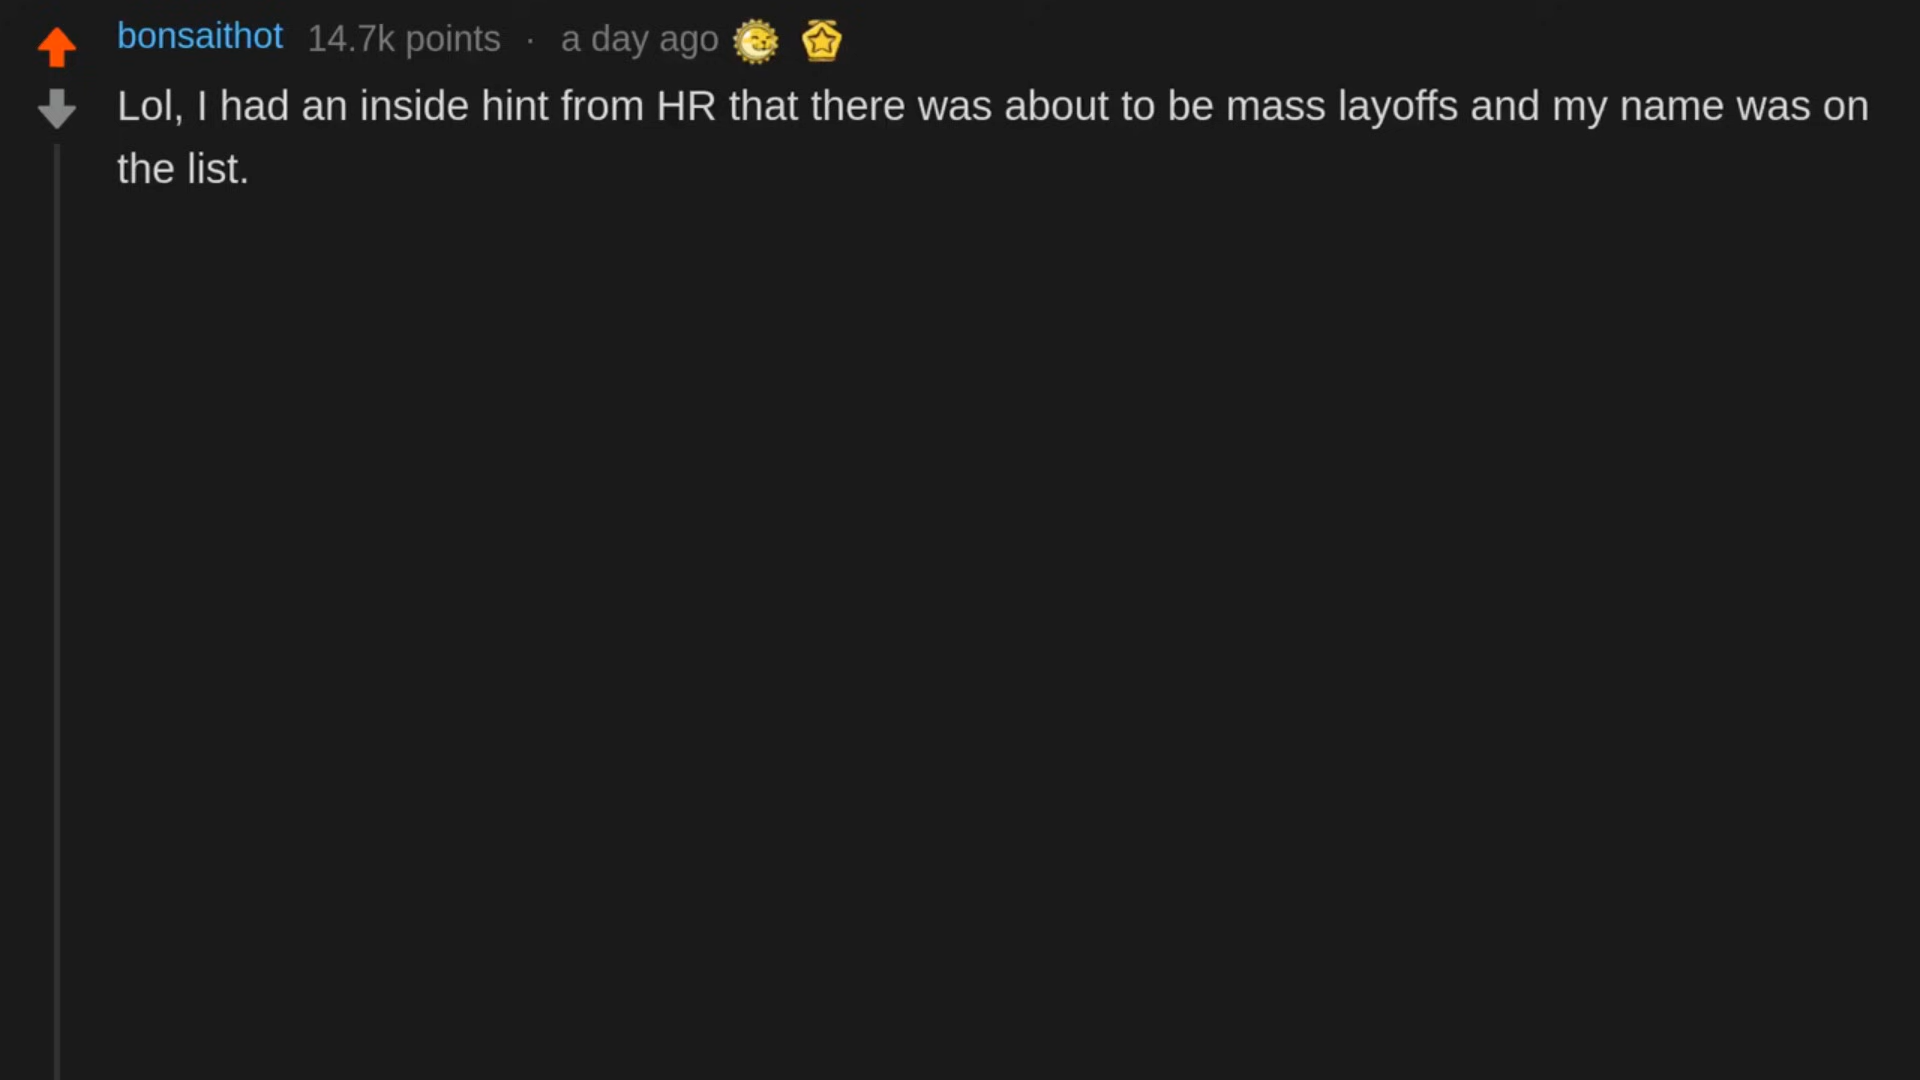 bonsaithot 14.7k points · a day ago
Lol, I had an inside hint from HR that there was about to be mass layoffs and my name was on
the list.